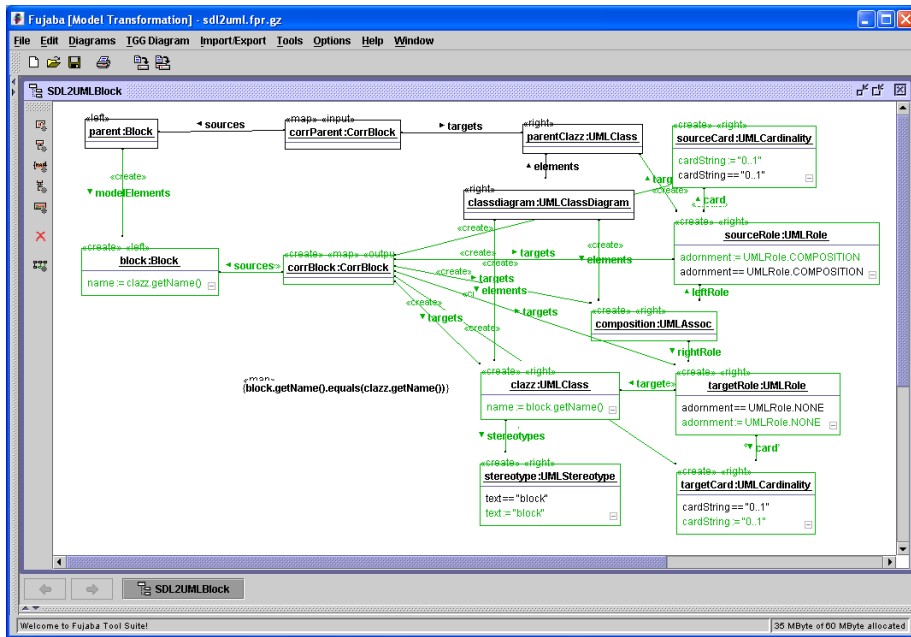 Fujaba [Model Transformation] - sdl2uml.fpr.gz
File Edit Diagrams TGG Diagram Import/Export Tools Options Help Window
SDL2UMLBlock
«left»
parent:Block
sources
«map» «input»
corrParent:CorrBlock
targets
«right»
parentClazz:UMLClass
«create» «right»
sourceCard:UMLCardinality
cardString := "0..1"
cardString == "0..1"
elements
«create»
modelElements
«right»
classdiagram:UMLClassDiagram
«create»
card
«create» «right»
sourceRole:UMLRole
adornment := UMLRole.COMPOSITION
adornment== UMLRole.COMPOSITION
«create» «left»
block:Block
name := clazz.getName()
sources
«create» «map»
corrBlock:CorrBlock
«create»
targets
«create»
elements
«create»
targets
elements
leftRole
«create»
targets
«create»
targets
«create» «right»
composition:UMLAssoc
rightRole
«map»
{block.getName().equals(clazz.getName())}
«create» «right»
clazz:UMLClass
name := block.getName()
«create» «right»
targetRole:UMLRole
adornment== UMLRole.NONE
adornment:= UMLRole.NONE
stereotypes
card
«create» «right»
stereotype:UMLStereotype
text=="block"
text := "block"
«create» «right»
targetCard:UMLCardinality
cardString == "0..1"
cardString := "0..1"
SDL2UMLBlock
Welcome to Fujaba Tool Suite!
35 MByte of 60 MByte allocated